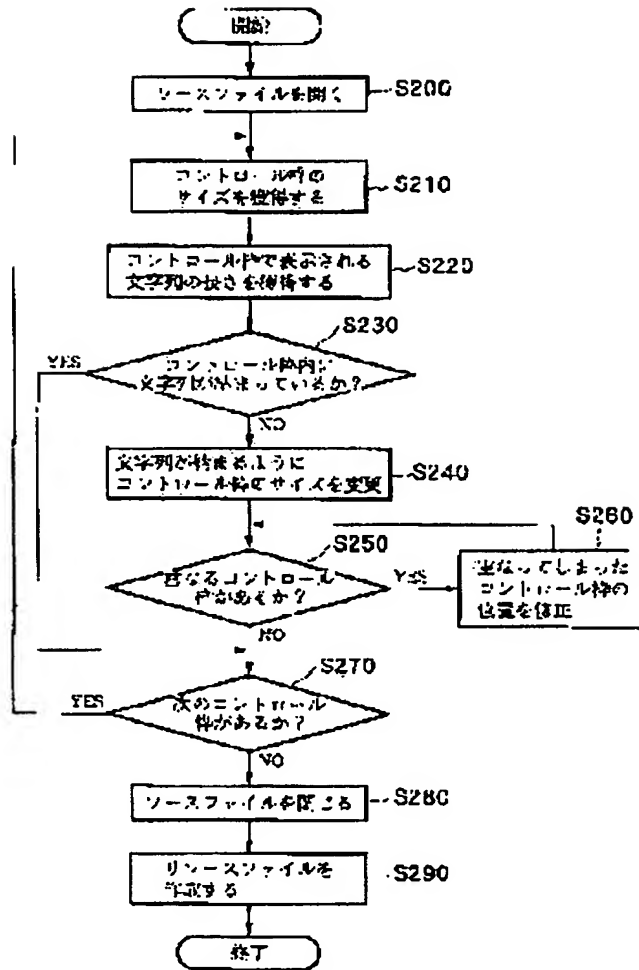 開始
ソースファイルを開く
S200
コントロール枠の
サイズを獲得する
S210
コントロール枠で表示される
文字列の長さを獲得する
S220
S230
YES
コントロール枠内に
文字列が納まっているか?
NO
文字列が納まるように
コントロール枠のサイズを変更
S240
S250
S260
重なるコントロール
枠があるか?
YES
重なってしまった
コントロール枠の
位置を修正
NO
S270
YES
次のコントロール
枠があるか?
NO
ソースファイルを閉じる
S280
リソースファイルを
作成する
S290
終了